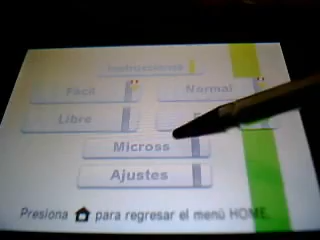 Instrucciones
Fácil
Normal
Libre
Micross
Ajustes
Presiona para regresar el menú HOME.